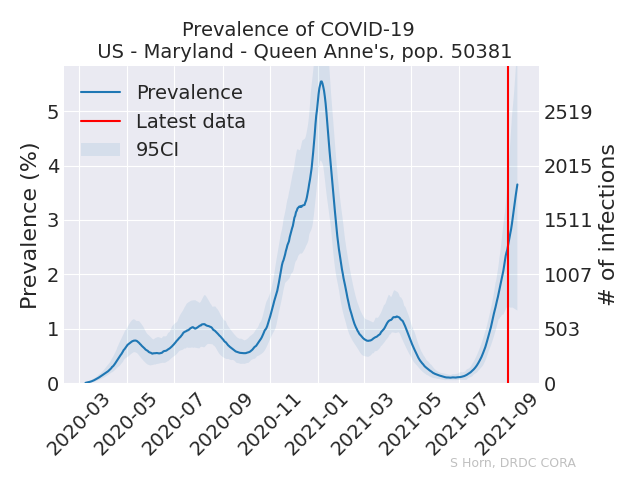 Prevalence of COVID-19
US - Maryland - Queen Anne's, pop. 50381
Prevalence
Latest data
95CI
Prevalence (%)
5
4
3
2
1
0
2519
2015
1511
1007
503
0
# of infections
2020-03
2020-05
2020-07
2020-09
2020-11
2021-01
2021-03
2021-05
2021-07
2021-09
S Horn, DRDC CORA